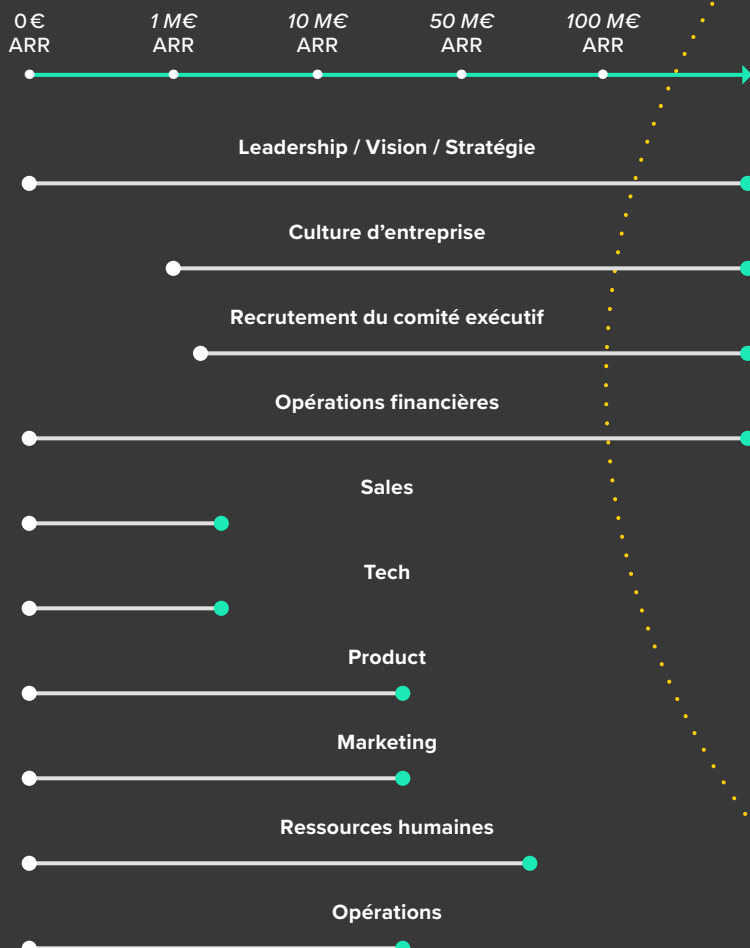 0 € 1 M€ 10 M€ 50 M€ 100 M€
ARR ARR ARR ARR ARR
Leadership / Vision / Stratégie
Culture d’entreprise
Recrutement du comité exécutif
Opérations financières
Sales
Tech
Product
Marketing
Ressources humaines
Opérations